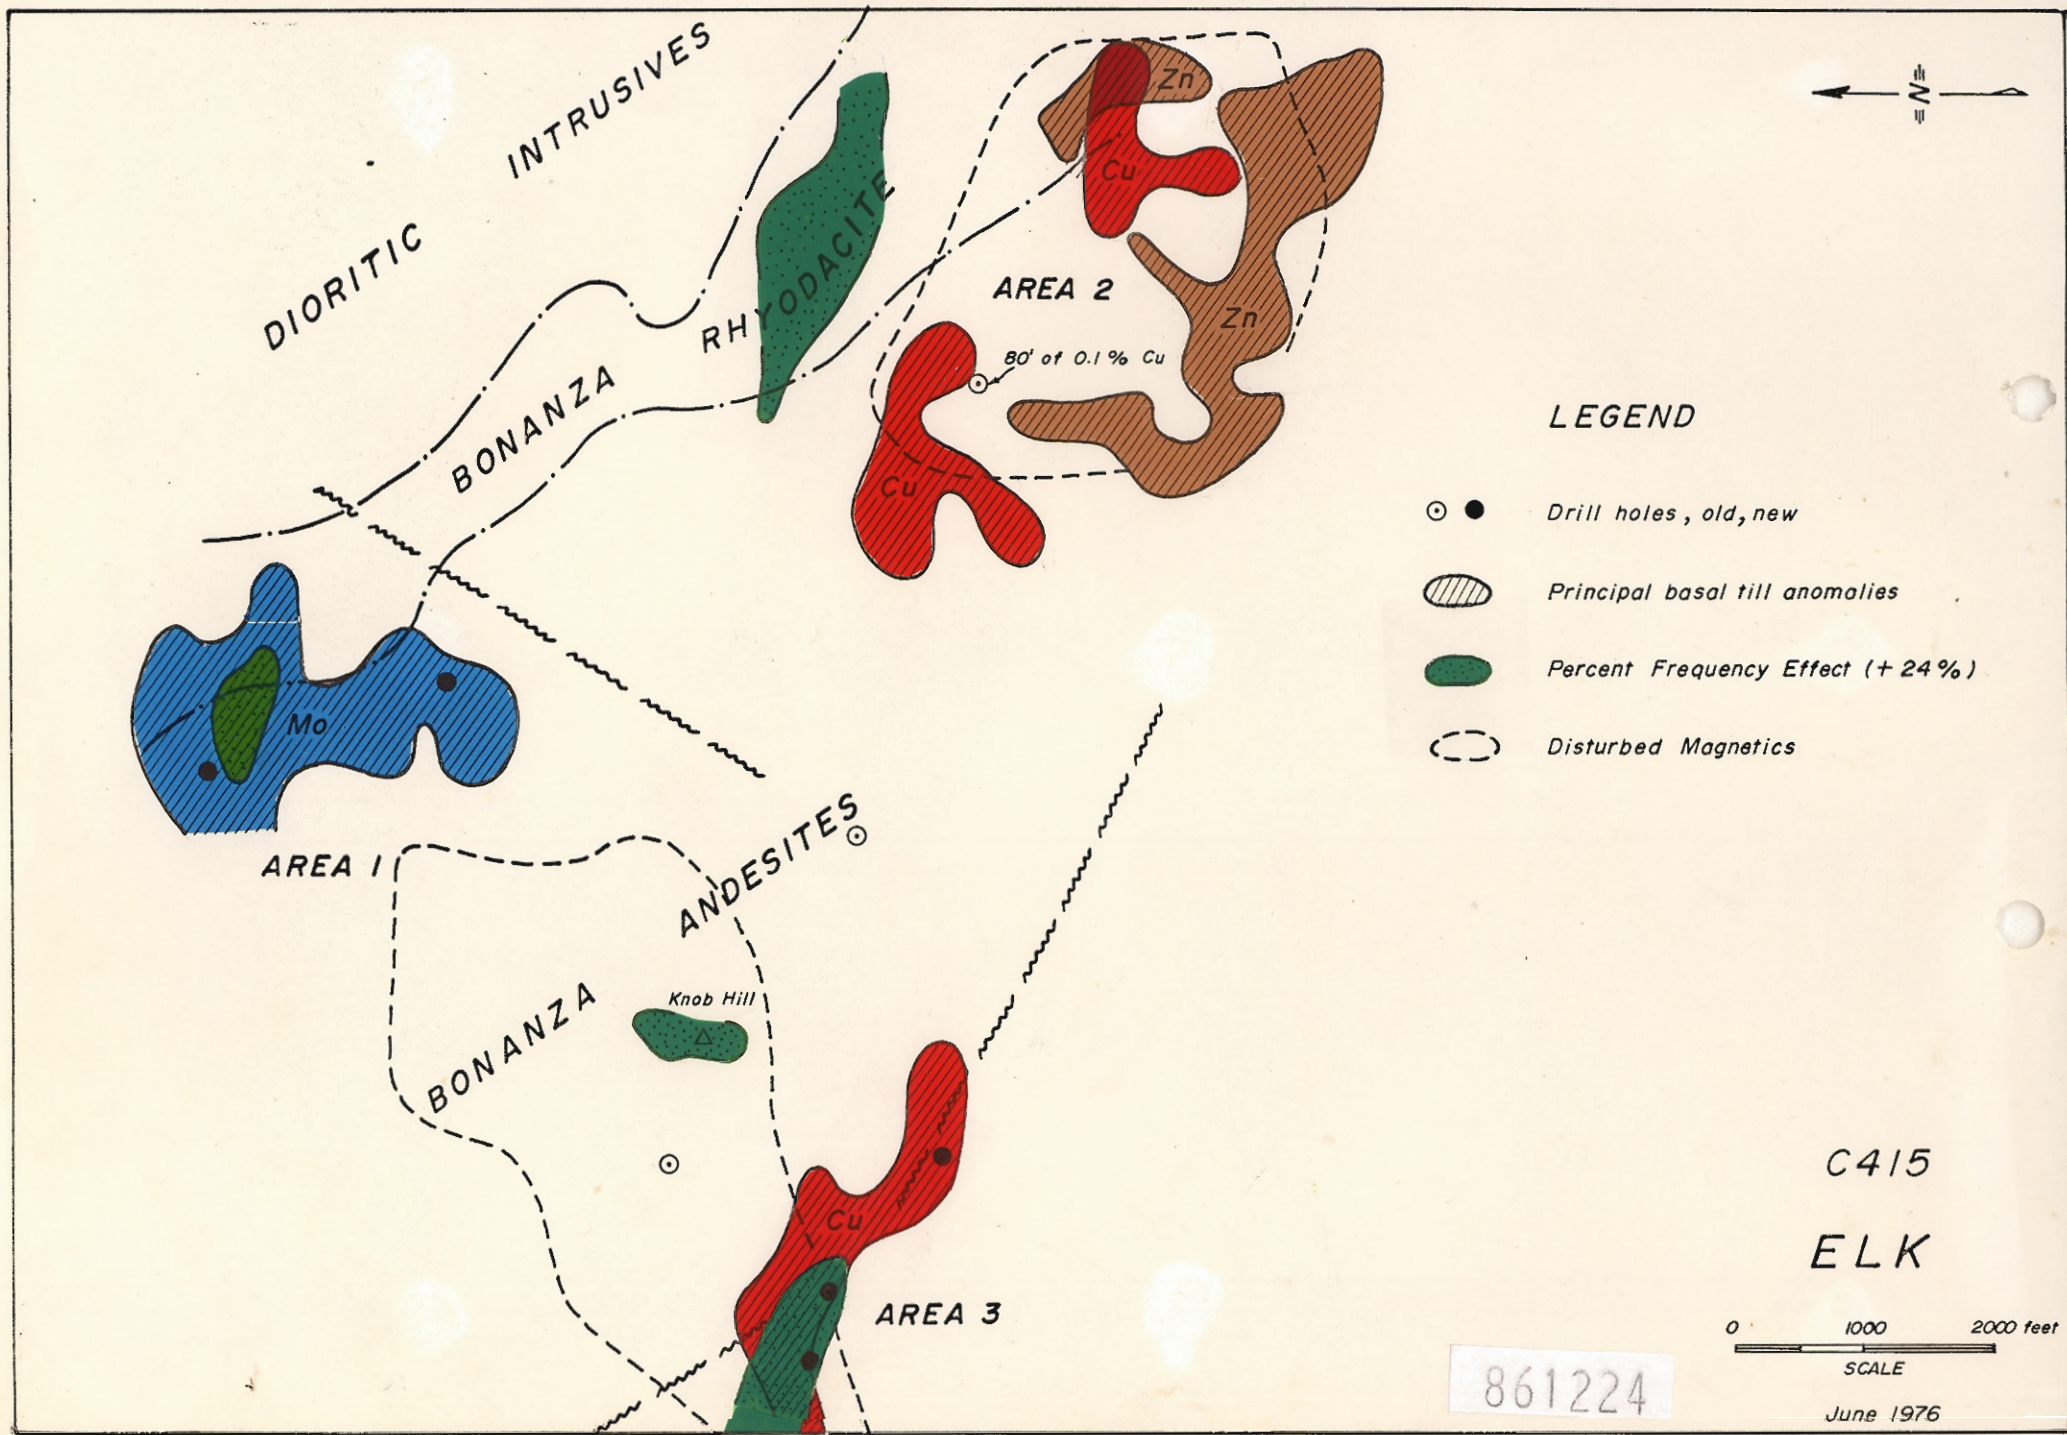 DIORITIC INTRUSIVES
BONANZA RHYODACITE
Zn
Cu
AREA 2
Zn
80' of 0.1% Cu
Cu
N
LEGEND
Drill holes, old, new
Principal basal till anomalies
Percent Frequency Effect (+ 24%)
Disturbed Magnetics
Mo
AREA 1
BONANZA ANDESITES
Knob Hill
Cu
AREA 3
C415
ELK
0 1000 2000 feet
SCALE
861224
June 1976